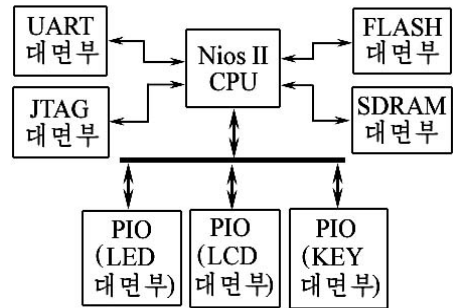 UART
대면부
Nios II
CPU
FLASH
대면부
JTAG
대면부
SDRAM
대면부
PIO
(LED
대면부)
PIO
(LCD
대면부)
PIO
(KEY
대면부)